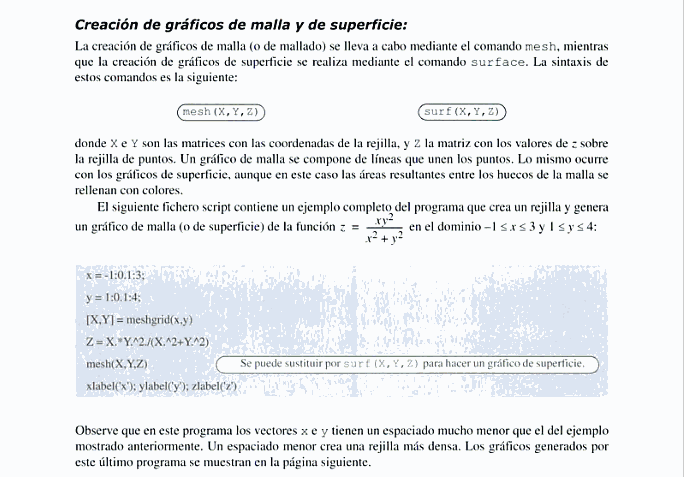 Creación de gráficos de malla y de superficie:
La creación de gráficos de malla (o de mallado) se lleva a cabo mediante el comando mesh, mientras
que la creación de gráficos de superficie se realiza mediante el comando surface. La sintaxis de
estos comandos es la siguiente:
mesh(X,Y,Z) surf(X,Y,Z)
donde X e Y son las matrices con las coordenadas de la rejilla, y Z la matriz con los valores de z sobre
la rejilla de puntos. Un gráfico de malla se compone de líneas que unen los puntos. Lo mismo ocurre
con los gráficos de superficie, aunque en este caso las áreas resultantes entre los huecos de la malla se
rellenan con colores.
El siguiente fichero script contiene un ejemplo completo del programa que crea un rejilla y genera
un gráfico de malla (o de superficie) de la función z = xy²/(x² + y²) en el dominio –1 ≤ x ≤ 3 y 1 ≤ y ≤ 4:
x = -1:0.1:3;
y = 1:0.1:4;
[X,Y] = meshgrid(x,y)
Z = X.*Y.^2./(X.^2+Y.^2)
mesh(X,Y,Z) Se puede sustituir por surf(X,Y,Z) para hacer un gráfico de superficie.
xlabel('x'); ylabel('y'); zlabel('z')
Observe que en este programa los vectores x e y tienen un espaciado mucho menor que el del ejemplo
mostrado anteriormente. Un espaciado menor crea una rejilla más densa. Los gráficos generados por
este último programa se muestran en la página siguiente.